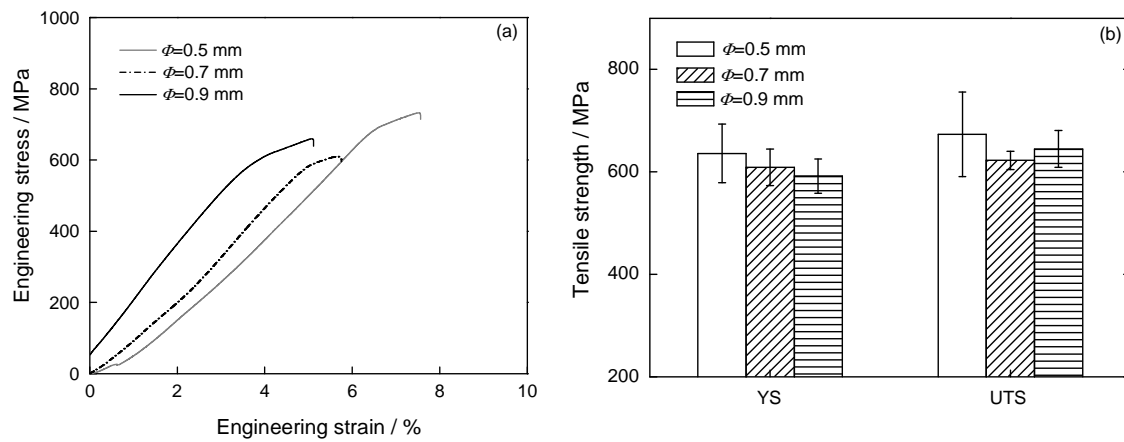 (a)
Φ=0.5 mm
Φ=0.7 mm
Φ=0.9 mm
Engineering stress / MPa
1000
800
600
400
200
0
0 2 4 6 8 10
Engineering strain / %
(b)
Φ=0.5 mm
Φ=0.7 mm
Φ=0.9 mm
Tensile strength / MPa
800
600
400
200
YS UTS